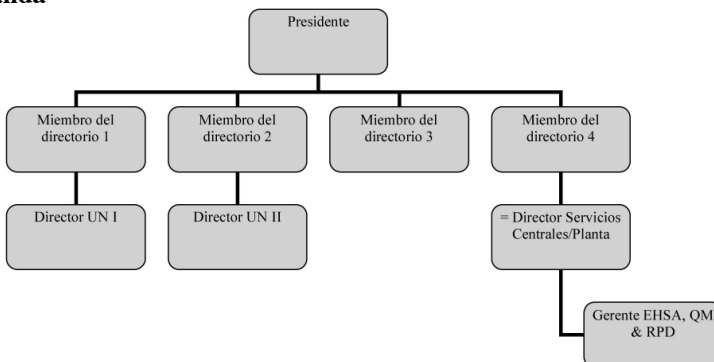 Presidente
Miembro del
directorio 1
Miembro del
directorio 2
Miembro del
directorio 3
Miembro del
directorio 4
Director UN I
Director UN II
= Director Servicios
Centrales/Planta
Gerente EHSA, QM
& RPD